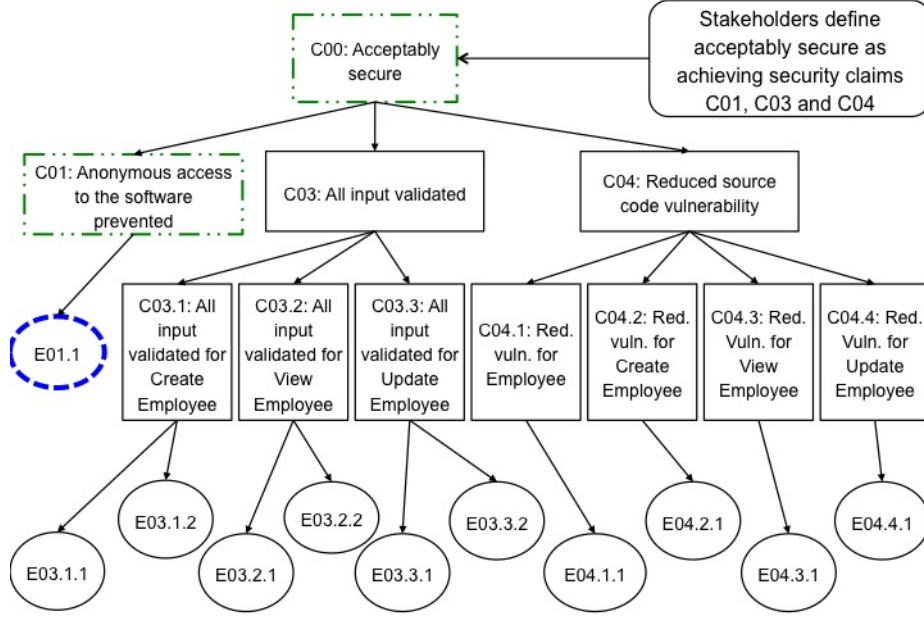 C00: Acceptably
secure
Stakeholders define
acceptably secure as
achieving security claims
C01, C03 and C04
C01: Anonymous access
to the software
prevented
C03: All input validated
C04: Reduced source
code vulnerability
E01.1
C03.1: All
input
validated for
Create
Employee
C03.2: All
input
validated for
View
Employee
C03.3: All
input
validated for
Update
Employee
C04.1: Red.
vuln. for
Employee
C04.2: Red.
vuln. for
Create
Employee
C04.3: Red.
Vuln. for
View
Employee
C04.4: Red.
Vuln. for
Update
Employee
E03.1.1
E03.1.2
E03.2.1
E03.2.2
E03.3.1
E03.3.2
E04.1.1
E04.2.1
E04.3.1
E04.4.1